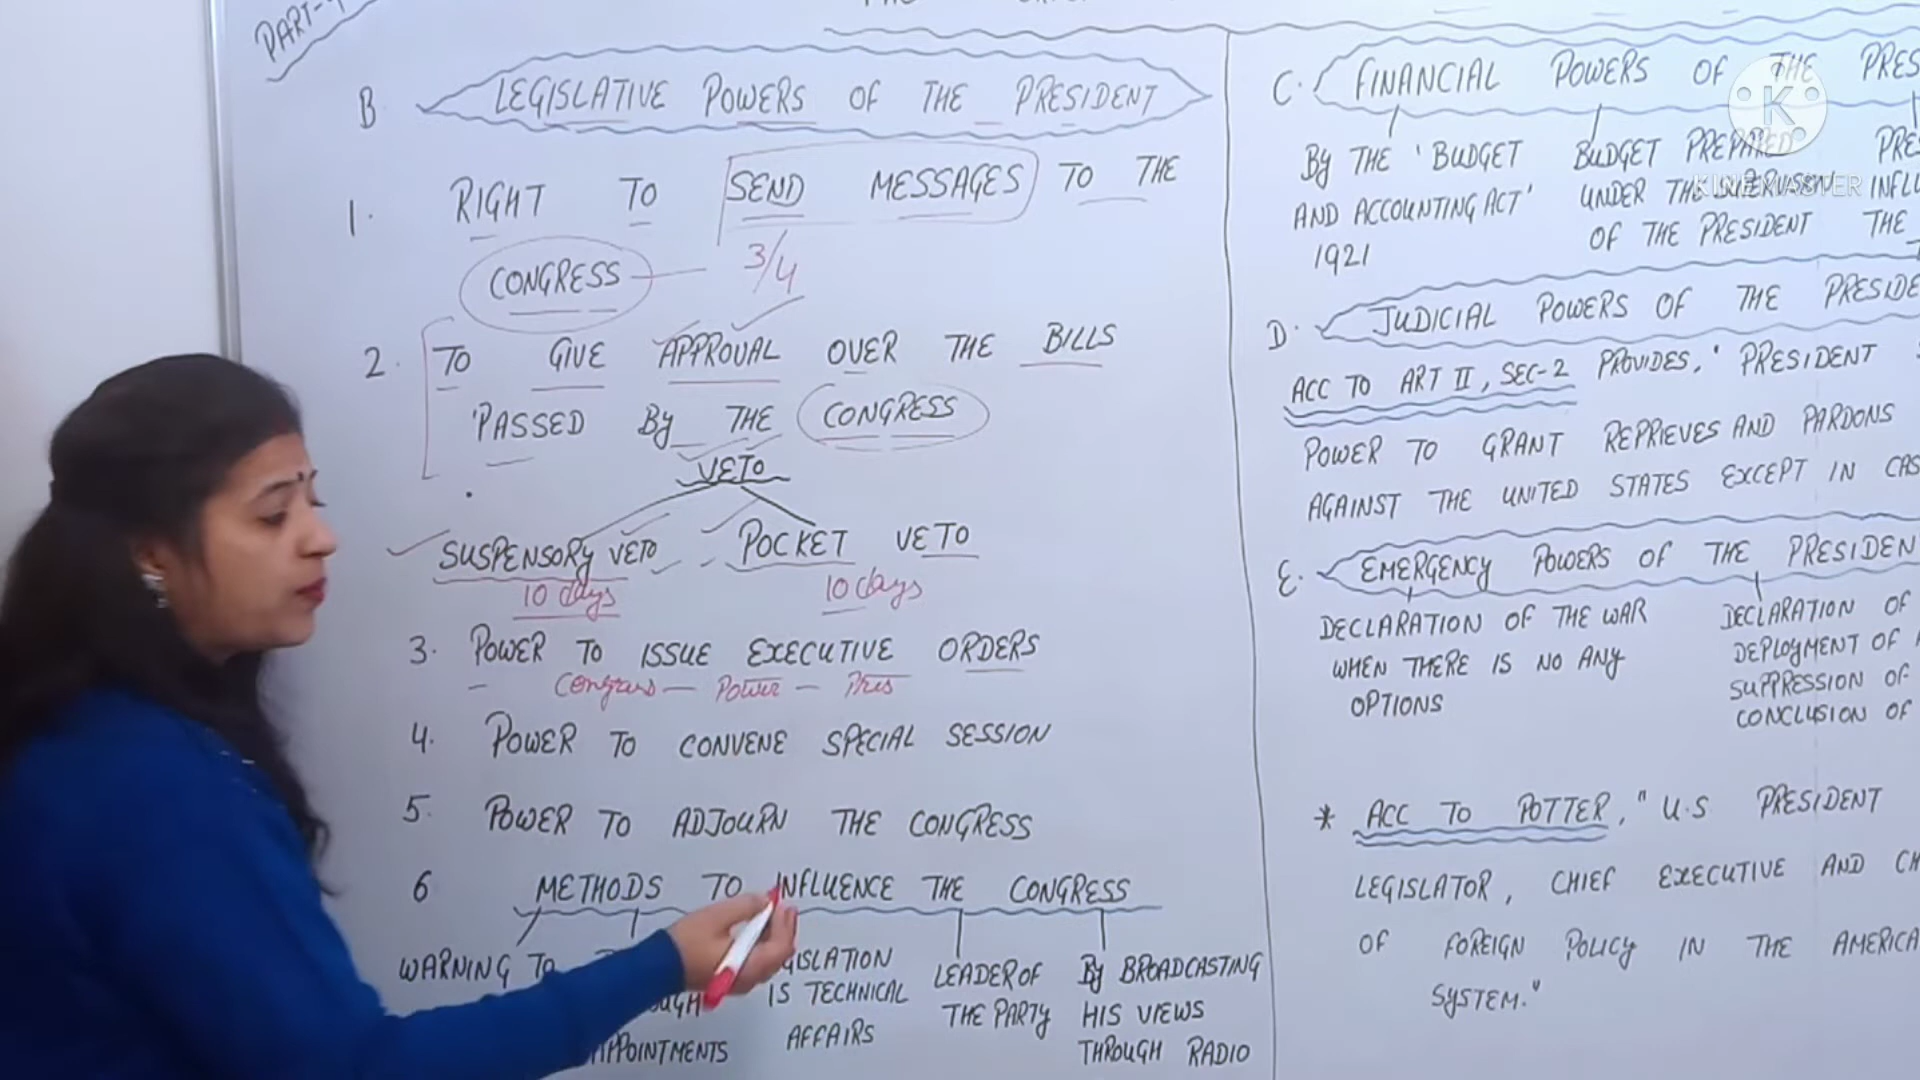 PART-
B LEGISLATIVE POWERS OF THE PRESIDENT
1. RIGHT TO SEND MESSAGES TO THE
CONGRESS — 3/4
2. TO GIVE APPROVAL OVER THE BILLS
'PASSED By THE CONGRESS
VETO
SUSPENSORY VETO POCKET VETO
10 days 10 days
3. POWER TO ISSUE EXECUTIVE ORDERS
Congress — Power — Pres
4. POWER TO CONVENE SPECIAL SESSION
5. POWER TO ADJOURN THE CONGRESS
6 METHODS TO INFLUENCE THE CONGRESS
WARNING TO
IS TECHNICAL
AFFAIRS
LEADER OF
THE PARTY
By BROADCASTING
HIS VIEWS
THROUGH RADIO
C. FINANCIAL POWERS OF THE PRES
By THE 'BUDGET
AND ACCOUNTING ACT'
1921
BUDGET PREPARED
UNDER THE SUPERVISION
OF THE PRESIDENT
PRE
INFLU
THE
D. JUDICIAL POWERS OF THE PRESIDE
ACC TO ART II, SEC-2 PROVIDES, ' PRESIDENT
POWER TO GRANT REPRIEVES AND PARDONS
AGAINST THE UNITED STATES EXCEPT IN CAS
E. EMERGENCY POWERS OF THE PRESIDEN
DECLARATION OF THE WAR
WHEN THERE IS NO ANY
OPTIONS
DECLARATION OF
DEPLOYMENT OF
SUPPRESSION OF
CONCLUSION OF
* ACC TO POTTER, " U.S PRESIDENT
LEGISLATOR, CHIEF EXECUTIVE AND CH
OF FOREIGN POLICY IN THE AMERICA
SYSTEM."
K
KINEMASTER